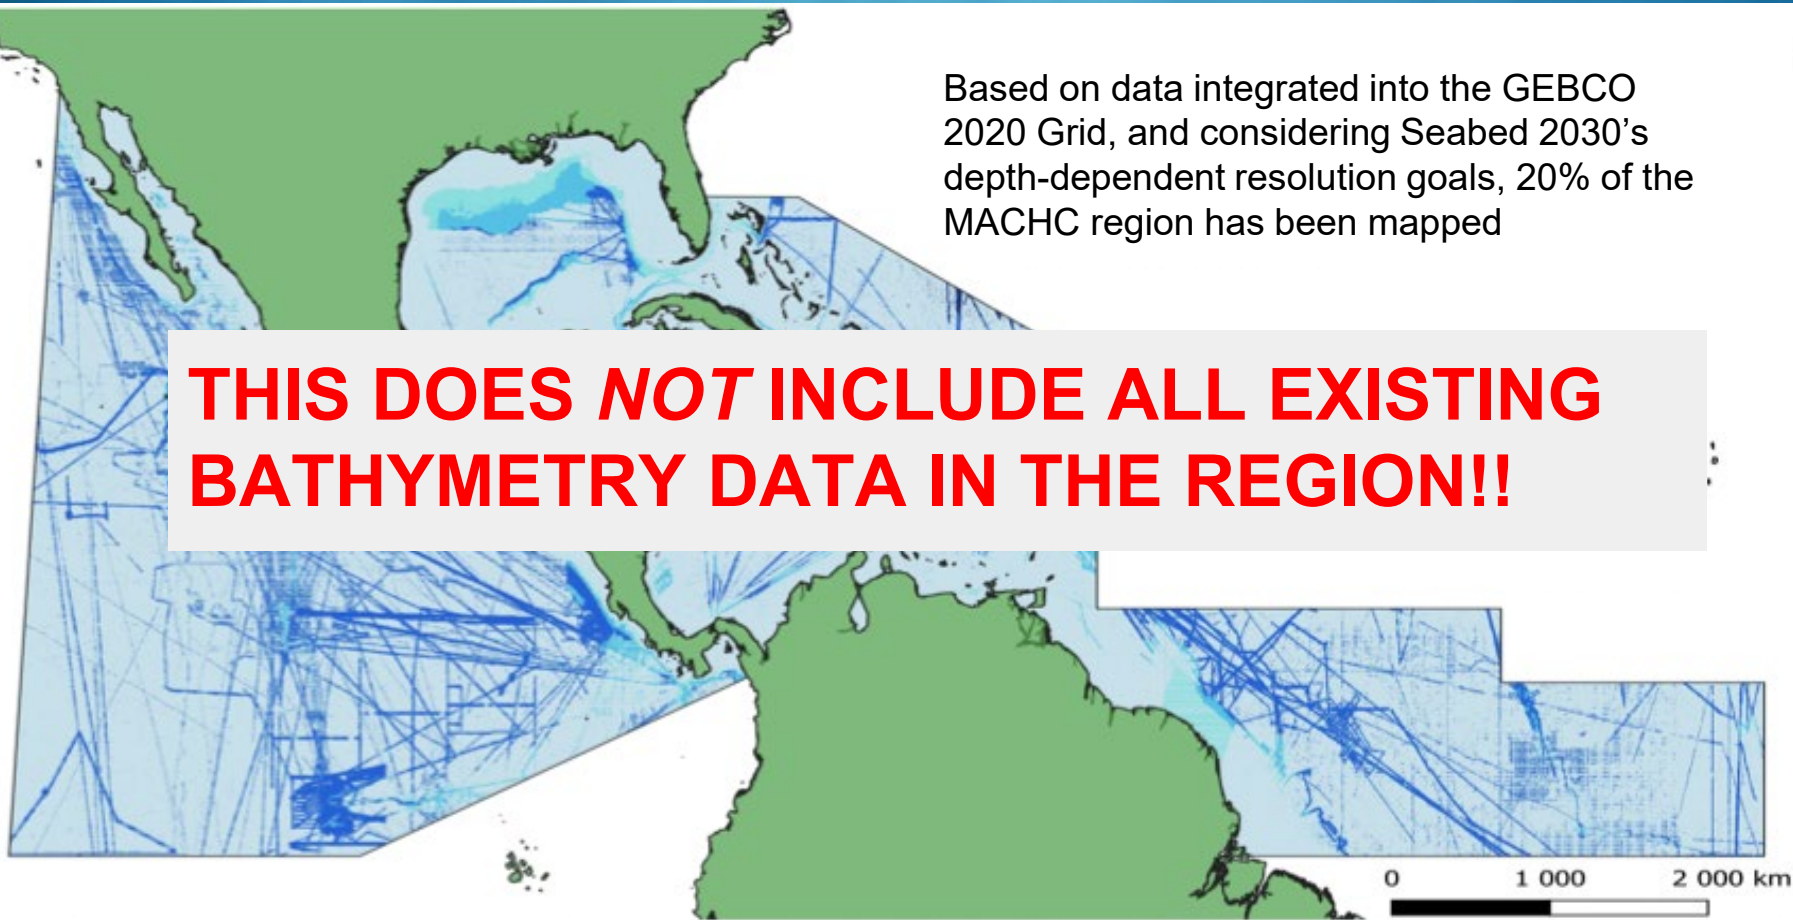 Based on data integrated into the GEBCO
2020 Grid, and considering Seabed 2030’s
depth-dependent resolution goals, 20% of the
MACHC region has been mapped
THIS DOES NOT INCLUDE ALL EXISTING
BATHYMETRY DATA IN THE REGION!!
0 1 000 2 000 km